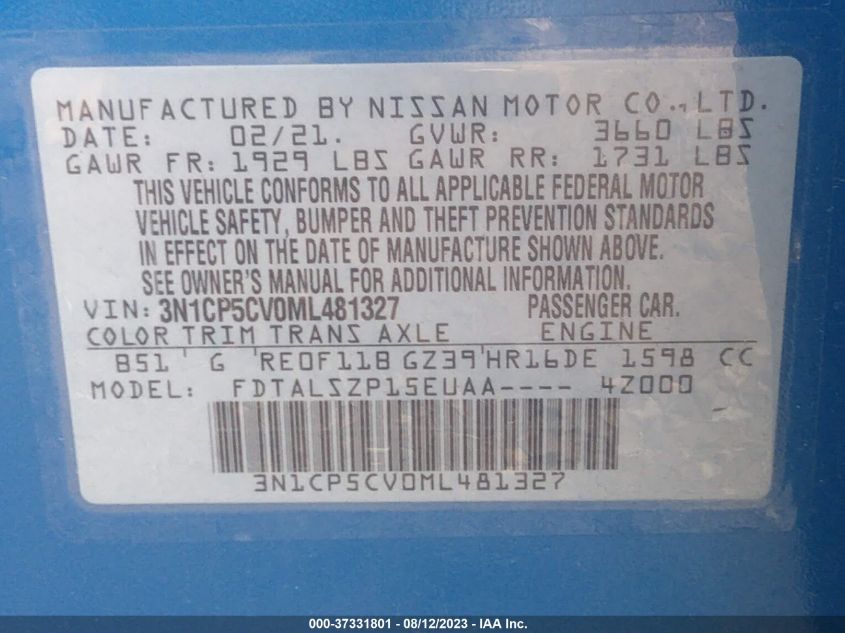 MANUFACTURED BY NISSAN MOTOR CO., LTD.
DATE: 02/21. GVWR: 3660 LBS
GAWR FR: 1929 LBS GAWR RR: 1731 LBS
THIS VEHICLE CONFORMS TO ALL APPLICABLE FEDERAL MOTOR
VEHICLE SAFETY, BUMPER AND THEFT PREVENTION STANDARDS
IN EFFECT ON THE DATE OF MANUFACTURE SHOWN ABOVE.
SEE OWNER'S MANUAL FOR ADDITIONAL INFORMATION.
VIN: 3N1CP5CV0ML481327 PASSENGER CAR.
COLOR TRIM TRANS AXLE ENGINE
B51 G RE0F11B GZ39 HR16DE 1598 CC
MODEL: FDTALSZP15EUAA---- 4Z000
3N1CP5CV0ML481327
000-37331801 - 08/12/2023 - IAA Inc.